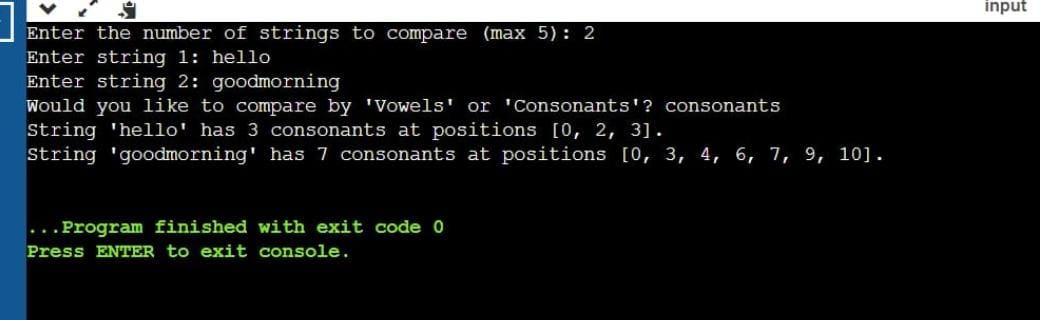 input
Enter the number of strings to compare (max 5): 2
Enter string 1: hello
Enter string 2: goodmorning
Would you like to compare by 'Vowels' or 'Consonants'? consonants
String 'hello' has 3 consonants at positions [0, 2, 3].
String 'goodmorning' has 7 consonants at positions [0, 3, 4, 6, 7, 9, 10].
...Program finished with exit code 0
Press ENTER to exit console.